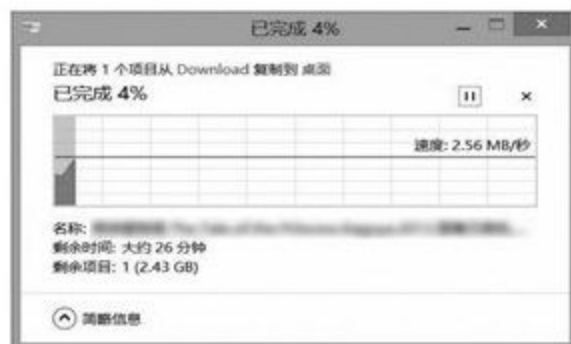 已完成 4%
正在将 1 个项目从 Download 复制到 桌面
已完成 4%
速度: 2.56 MB/秒
名称:
剩余时间: 大约 26 分钟
剩余项目: 1 (2.43 GB)
简略信息